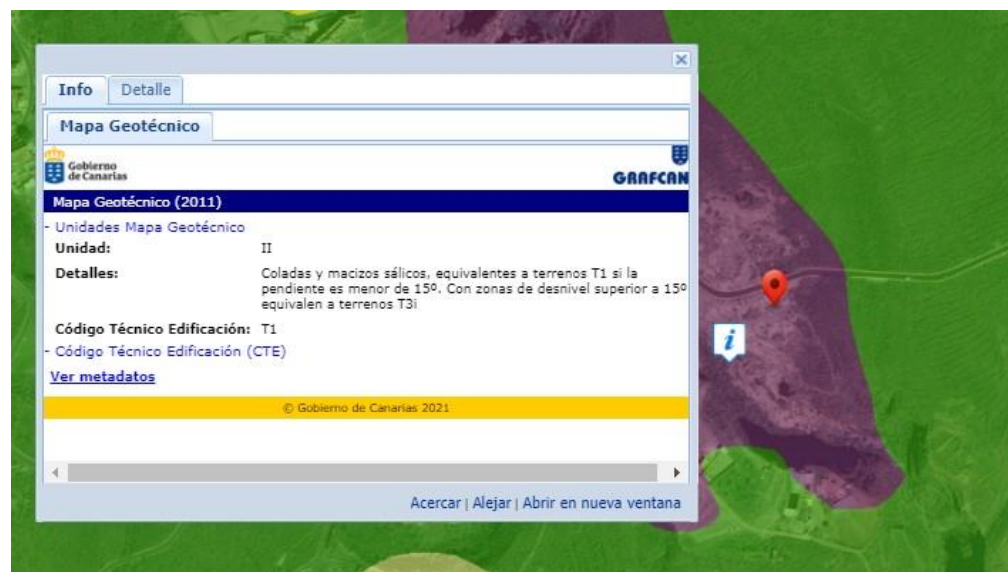 Info Detalle
Mapa Geotécnico
Gobierno
de Canarias
GRAFCAN
Mapa Geotécnico (2011)
- Unidades Mapa Geotécnico
Unidad: II
Detalles: Coladas y macizos sálicos, equivalentes a terrenos T1 si la
pendiente es menor de 15º. Con zonas de desnivel superior a 15º
equivalen a terrenos T3i
Código Técnico Edificación: T1
- Código Técnico Edificación (CTE)
Ver metadatos
© Gobierno de Canarias 2021
Acercar | Alejar | Abrir en nueva ventana
i